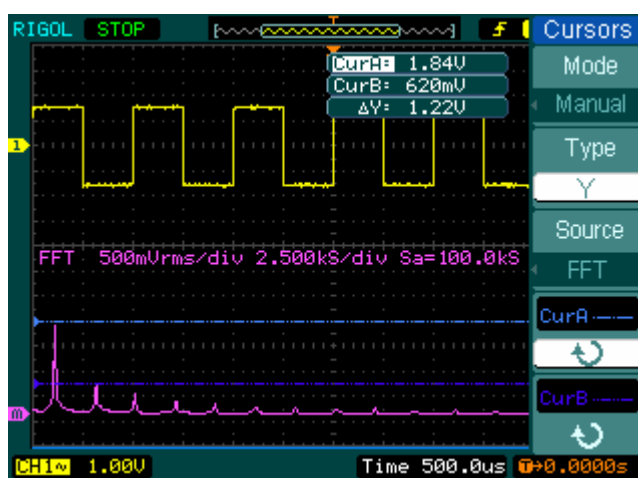 RIGOL STOP
Cursors
CurA: 1.84V
CurB: 620mV
ΔY: 1.22V
Mode
Manual
Type
Y
Source
FFT
CurA
CurB
1
FFT 500mVrms/div 2.500kS/div Sa=100.0kS
m
CH1~ 1.00V
Time 500.0us T→0.0000s